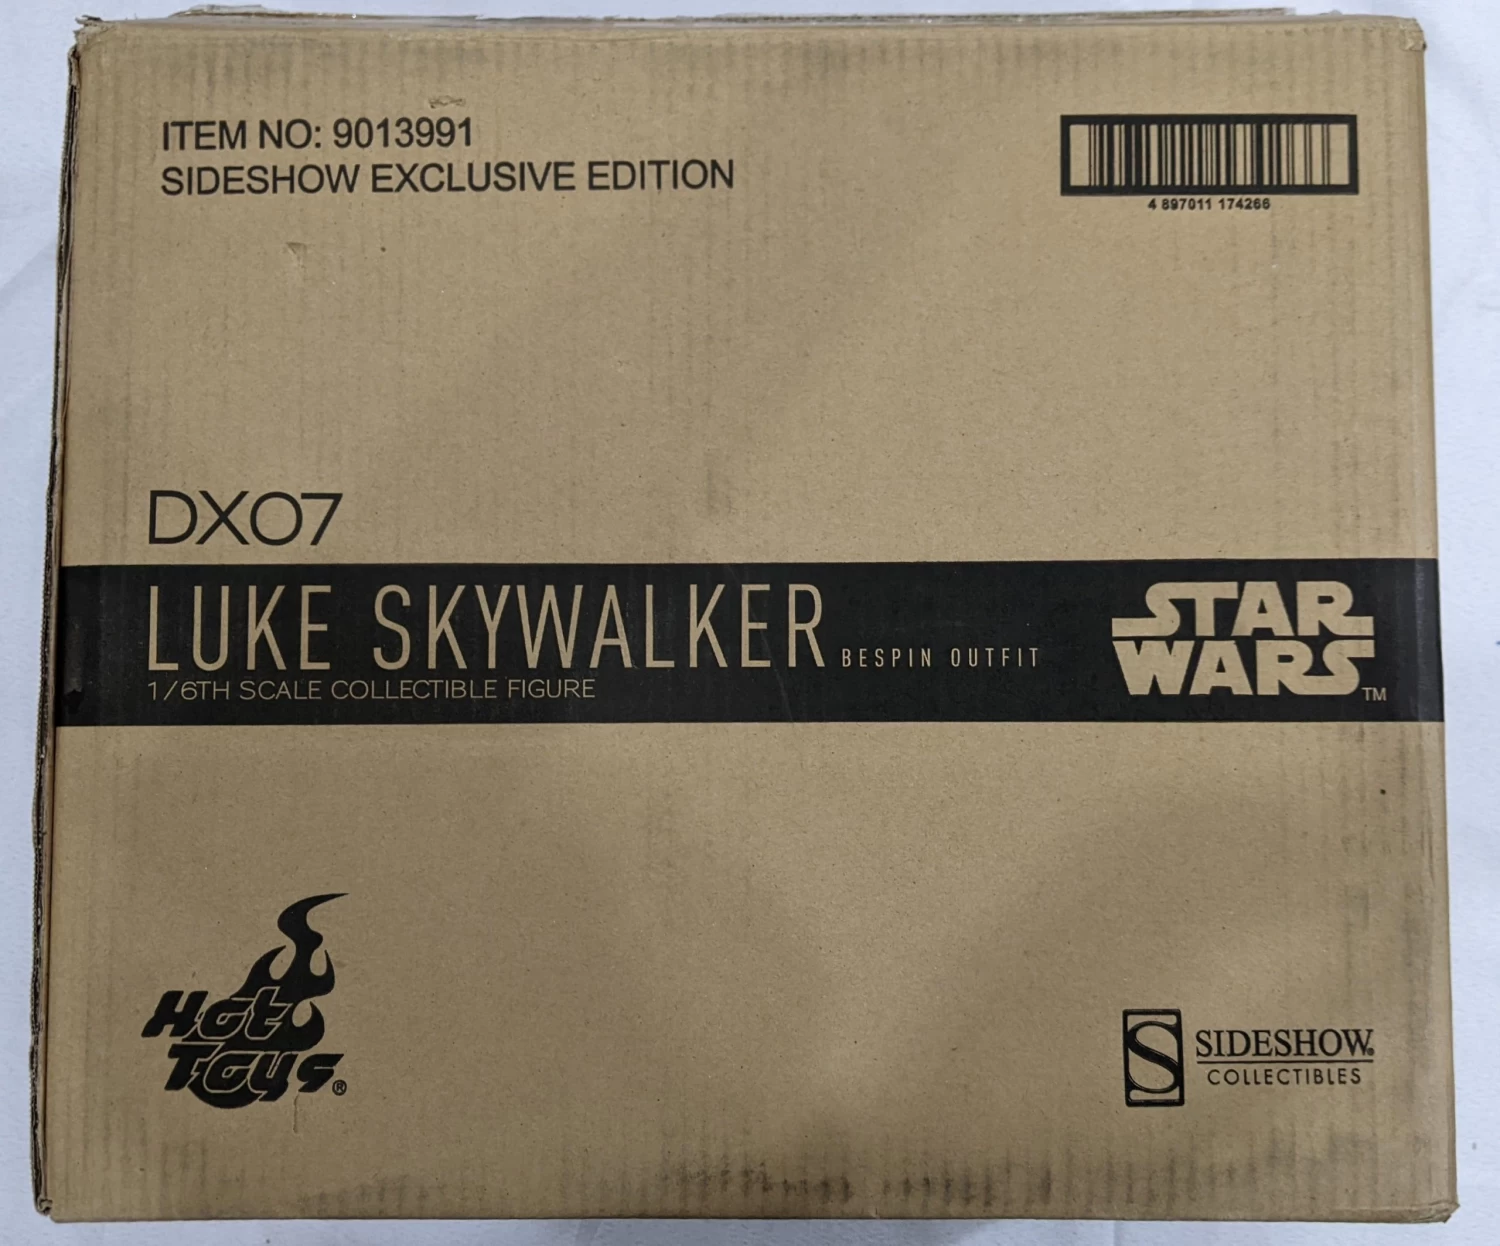 ITEM NO: 9013991
SIDESHOW EXCLUSIVE EDITION
4 897011 174266
DX07
LUKE SKYWALKER BESPIN OUTFIT
1/6TH SCALE COLLECTIBLE FIGURE
STAR
WARS TM
Hot
Toys®
S SIDESHOW®
COLLECTIBLES